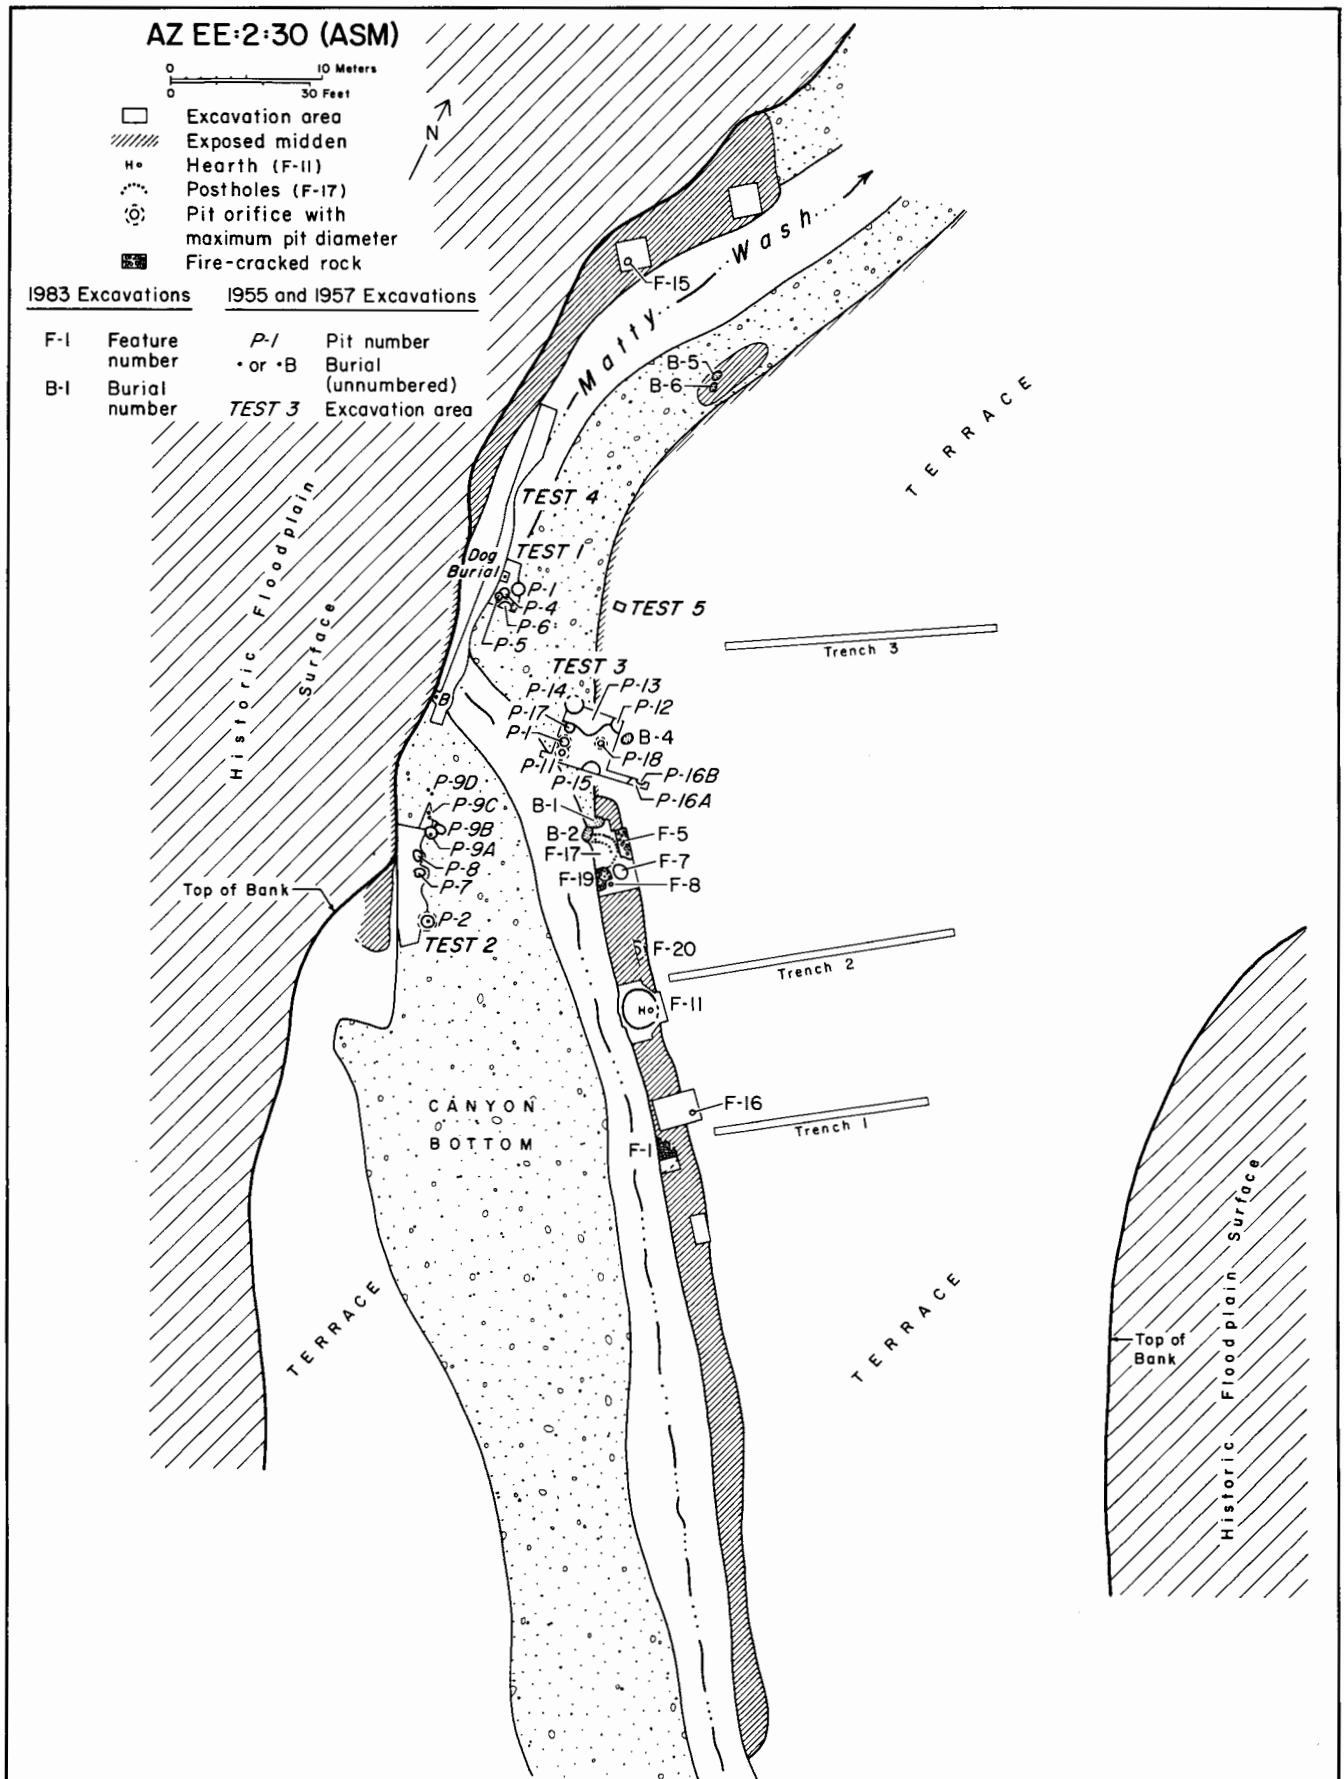 AZ EE:2:30 (ASM)
0 10 Meters
0 30 Feet
N
Excavation area
Exposed midden
Ho Hearth (F-11)
Postholes (F-17)
Pit orifice with
maximum pit diameter
Fire-cracked rock
1983 Excavations 1955 and 1957 Excavations
F-1 Feature number
B-1 Burial number
P-1 Pit number
• or •B Burial (unnumbered)
TEST 3 Excavation area
Matty Wash
F-15
B-5
B-6
TERRACE
TEST 4
Dog
Burial
TEST 1
P-1
P-4
P-6
P-5
TEST 5
Trench 3
Historic Floodplain
Surface
B
TEST 3
P-14
P-13
P-17
P-12
P-1
B-4
P-11
P-18
P-15
P-16B
P-16A
P-9D
P-9C
P-9B
P-9A
P-8
P-7
P-2
TEST 2
B-1
B-2
F-5
F-17
F-7
F-19
F-8
Top of Bank
F-20
Trench 2
Ho
F-11
CANYON
BOTTOM
F-16
Trench 1
F-1
TERRACE
TERRACE
Top of
Bank
Historic Floodplain Surface